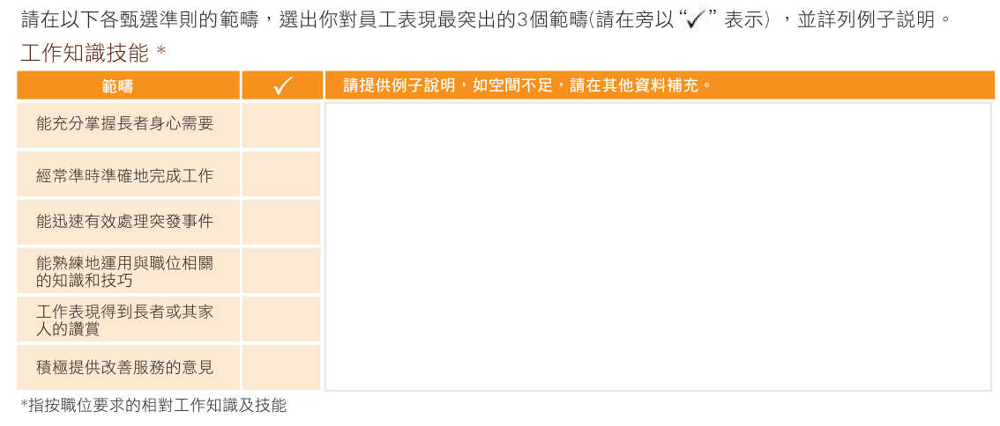 請在以下各甄選準則的範疇，選出你對員工表現最突出的3個範疇(請在旁以“✓” 表示) ，並詳列例子説明。
工作知識技能 *
範疇 ✓ 請提供例子說明，如空間不足，請在其他資料補充。
能充分掌握長者身心需要
經常準時準確地完成工作
能迅速有效處理突發事件
能熟練地運用與職位相關
的知識和技巧
工作表現得到長者或其家
人的讚賞
積極提供改善服務的意見
*指按職位要求的相對工作知識及技能